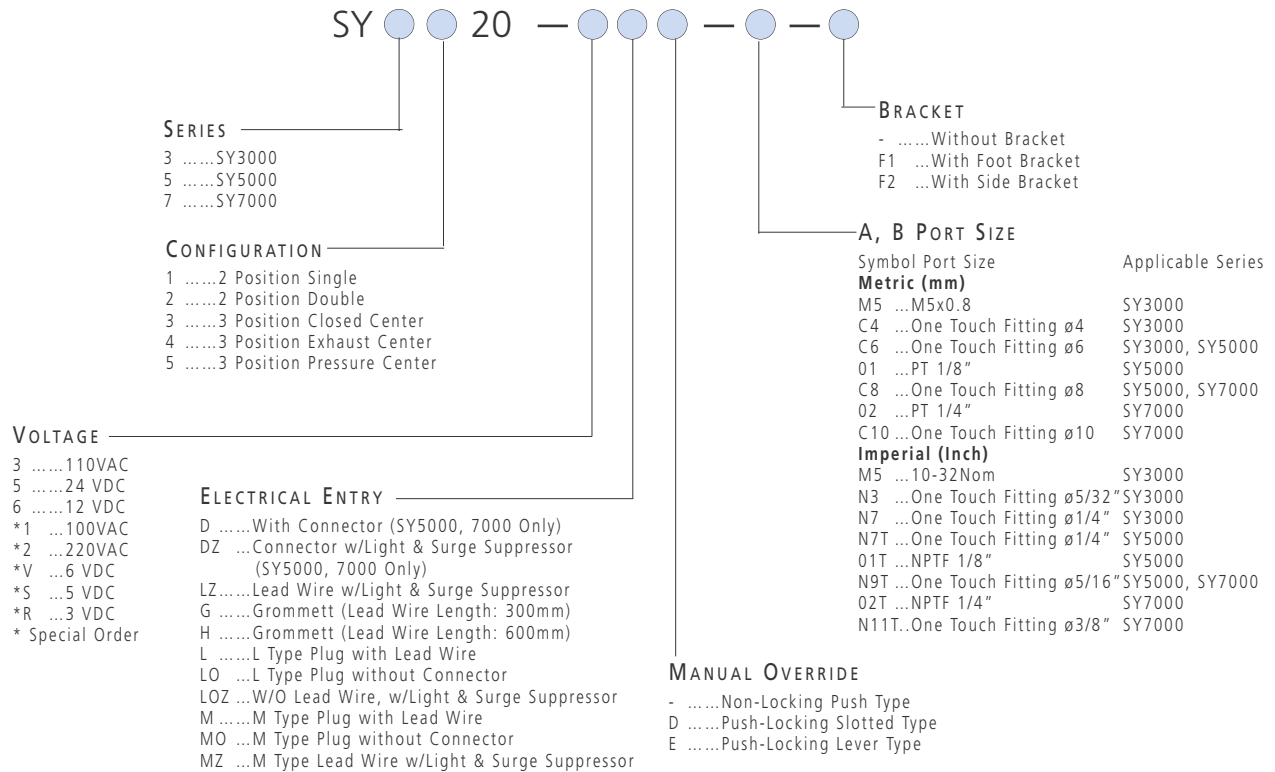 SY 20 — — —
SERIES
3 ......SY3000
5 ......SY5000
7 ......SY7000
CONFIGURATION
1 ......2 Position Single
2 ......2 Position Double
3 ......3 Position Closed Center
4 ......3 Position Exhaust Center
5 ......3 Position Pressure Center
VOLTAGE
3 ......110VAC
5 ......24 VDC
6 ......12 VDC
*1 ...100VAC
*2 ...220VAC
*V ...6 VDC
*S ...5 VDC
*R ...3 VDC
* Special Order
ELECTRICAL ENTRY
D ......With Connector (SY5000, 7000 Only)
DZ ...Connector w/Light & Surge Suppressor
(SY5000, 7000 Only)
LZ......Lead Wire w/Light & Surge Suppressor
G ......Grommett (Lead Wire Length: 300mm)
H ......Grommett (Lead Wire Length: 600mm)
L ......L Type Plug with Lead Wire
LO ...L Type Plug without Connector
LOZ ...W/O Lead Wire, w/Light & Surge Suppressor
M ......M Type Plug with Lead Wire
MO ...M Type Plug without Connector
MZ ...M Type Lead Wire w/Light & Surge Suppressor
MANUAL OVERRIDE
- ......Non-Locking Push Type
D ......Push-Locking Slotted Type
E ......Push-Locking Lever Type
BRACKET
- ......Without Bracket
F1 ...With Foot Bracket
F2 ...With Side Bracket
A, B PORT SIZE
Symbol Port Size Applicable Series
Metric (mm)
M5 ...M5x0.8 SY3000
C4 ...One Touch Fitting ø4 SY3000
C6 ...One Touch Fitting ø6 SY3000, SY5000
01 ...PT 1/8" SY5000
C8 ...One Touch Fitting ø8 SY5000, SY7000
02 ...PT 1/4" SY7000
C10 ...One Touch Fitting ø10 SY7000
Imperial (Inch)
M5 ...10-32Nom SY3000
N3 ...One Touch Fitting ø5/32" SY3000
N7 ...One Touch Fitting ø1/4" SY3000
N7T ...One Touch Fitting ø1/4" SY5000
01T ...NPTF 1/8" SY5000
N9T ...One Touch Fitting ø5/16" SY5000, SY7000
02T ...NPTF 1/4" SY7000
N11T..One Touch Fitting ø3/8" SY7000